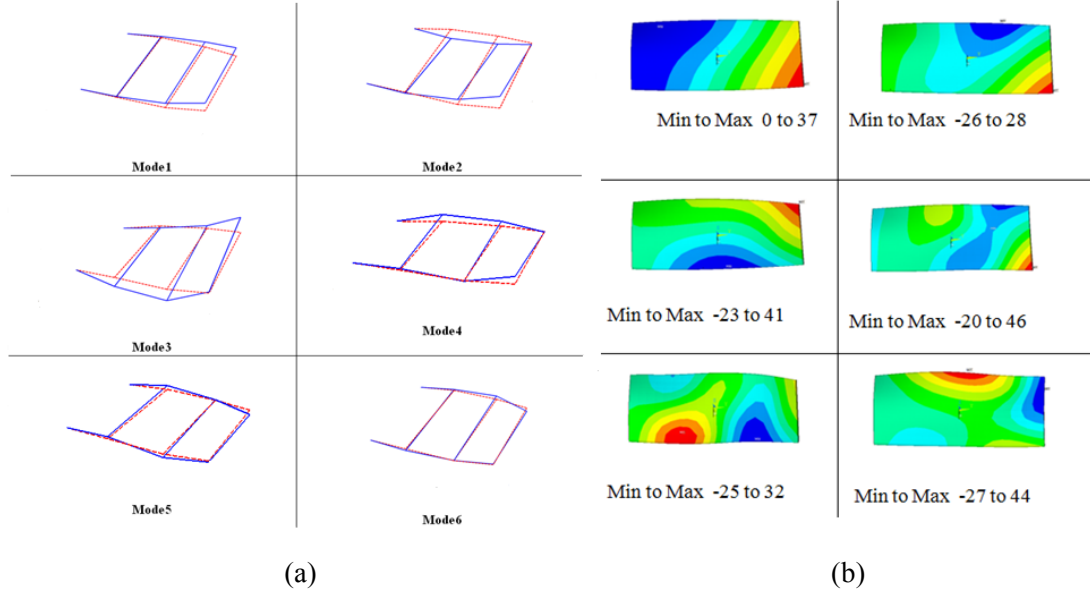 Mode1
Mode2
Mode3
Mode4
Mode5
Mode6
(a)
Min to Max 0 to 37
Min to Max -26 to 28
Min to Max -23 to 41
Min to Max -20 to 46
Min to Max -25 to 32
Min to Max -27 to 44
(b)